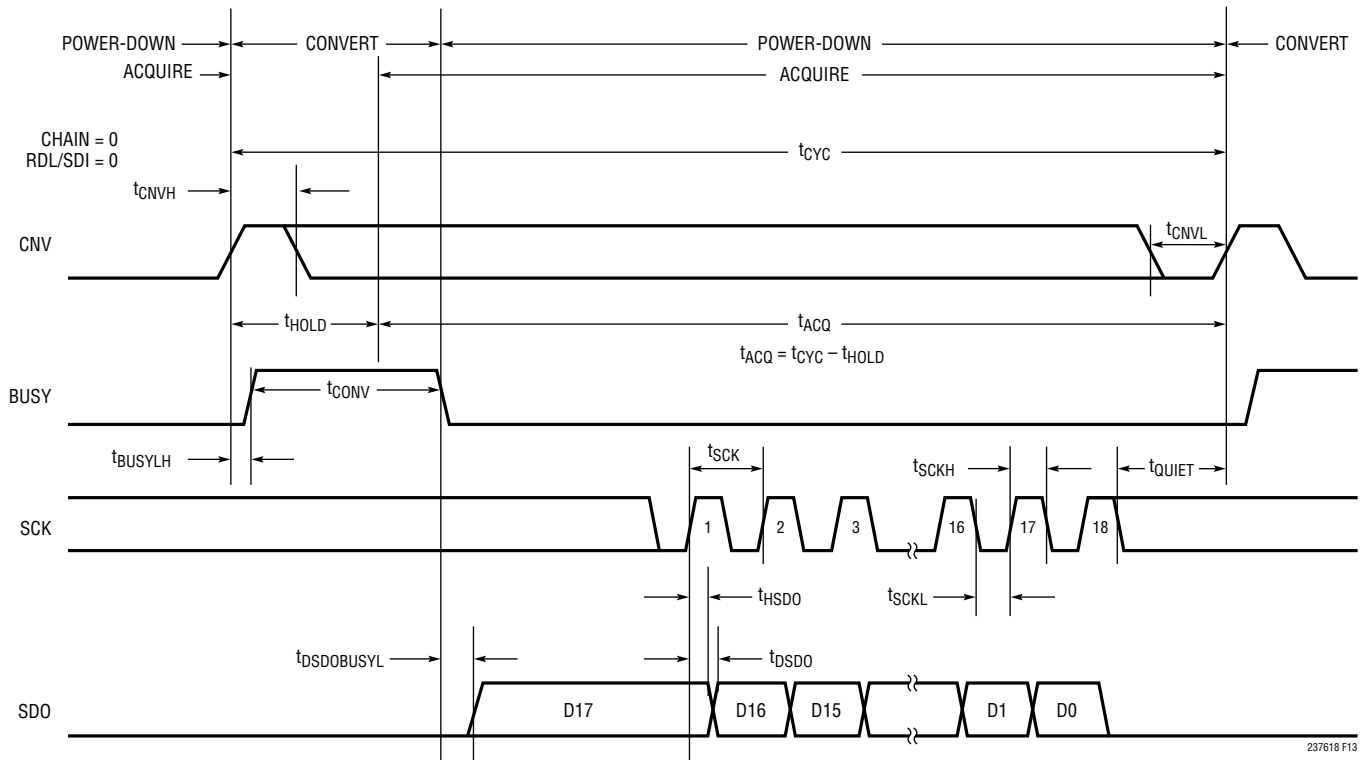 POWER-DOWN CONVERT POWER-DOWN CONVERT
ACQUIRE ACQUIRE
CHAIN = 0
RDL/SDI = 0
tCYC
tCNVH
CNV
tCNVL
tHOLD tACQ
tACQ = tCYC – tHOLD
BUSY
tCONV
tBUSYLH
tSCK tSCKH tQUIET
SCK
1 2 3 16 17 18
tHSDO tSCKL
tDSDOBUSYL tDSDO
SDO
D17 D16 D15 D1 D0
237618 F13